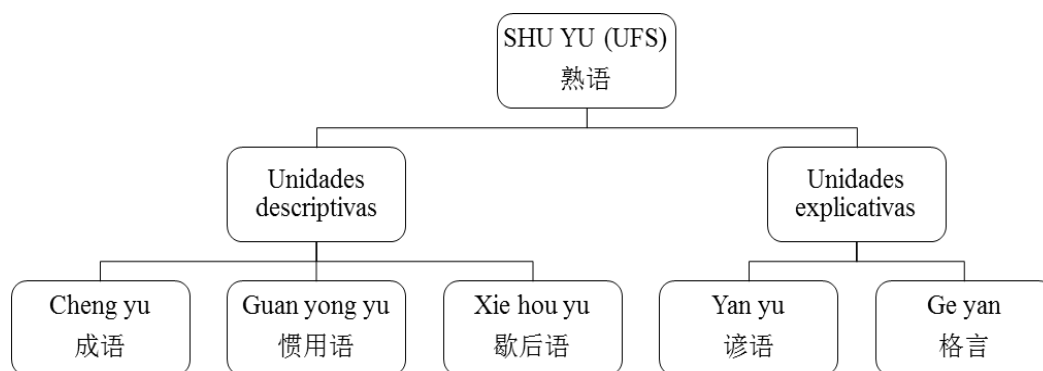 SHU YU (UFS)
熟语
Unidades
descriptivas
Unidades
explicativas
Cheng yu
成语
Guan yong yu
惯用语
Xie hou yu
歇后语
Yan yu
谚语
Ge yan
格言